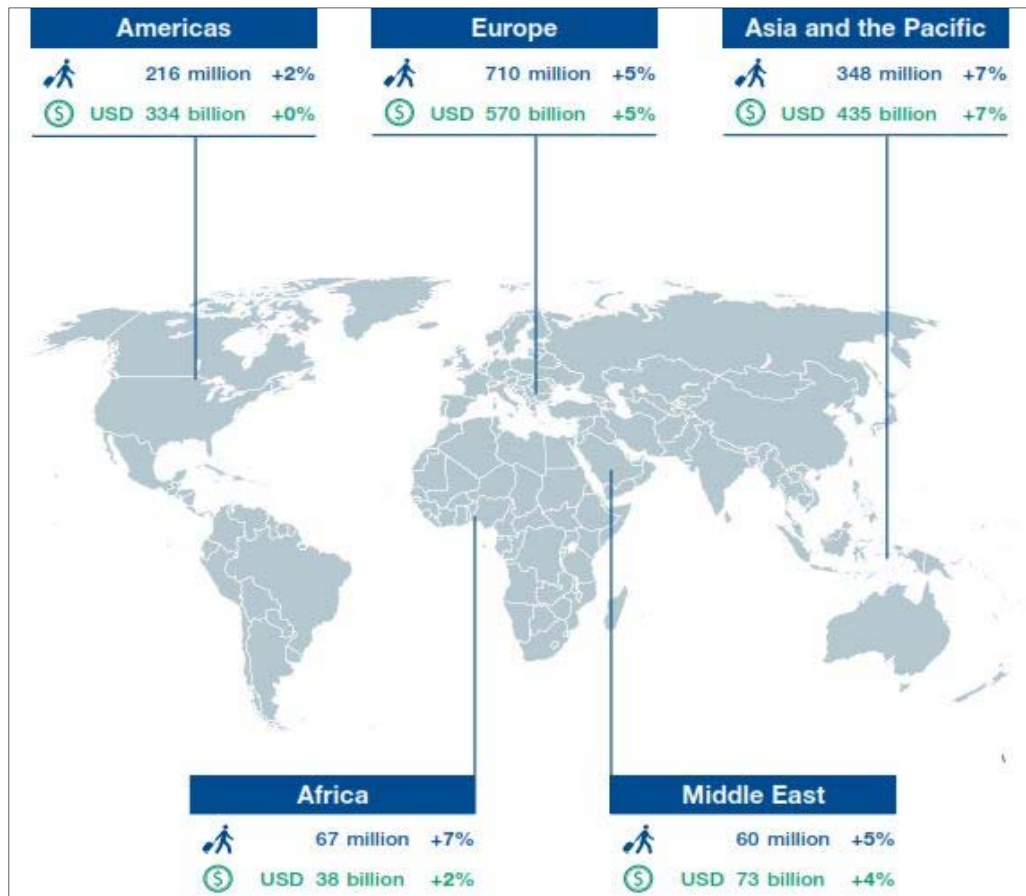 Americas
216 million +2%
$ USD 334 billion +0%
Europe
710 million +5%
$ USD 570 billion +5%
Asia and the Pacific
348 million +7%
$ USD 435 billion +7%
Africa
67 million +7%
$ USD 38 billion +2%
Middle East
60 million +5%
$ USD 73 billion +4%